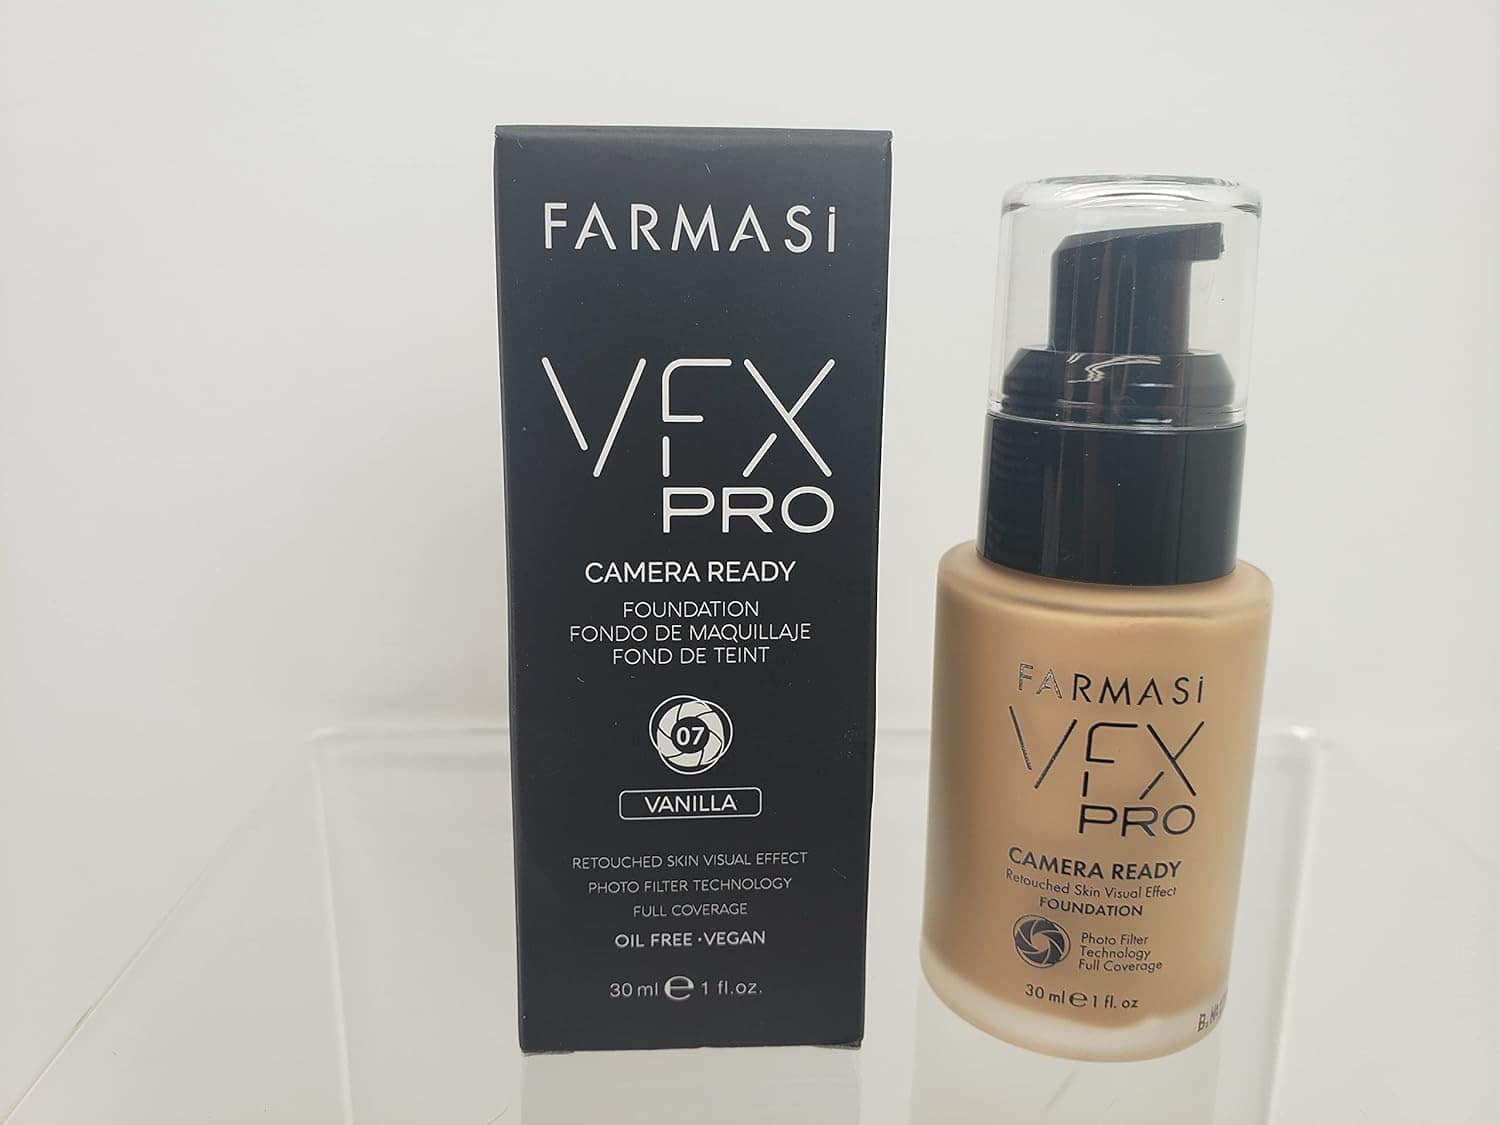 FARMASi
VFX
PRO
CAMERA READY
FOUNDATION
FONDO DE MAQUILLAJE
FOND DE TEINT
07
VANILLA
RETOUCHED SKIN VISUAL EFFECT
PHOTO FILTER TECHNOLOGY
FULL COVERAGE
OIL FREE · VEGAN
30 ml e 1 fl.oz.
FARMASi
VFX
PRO
CAMERA READY
Retouched Skin Visual Effect
FOUNDATION
Photo Filter
Technology
Full Coverage
30 ml e 1 fl. oz